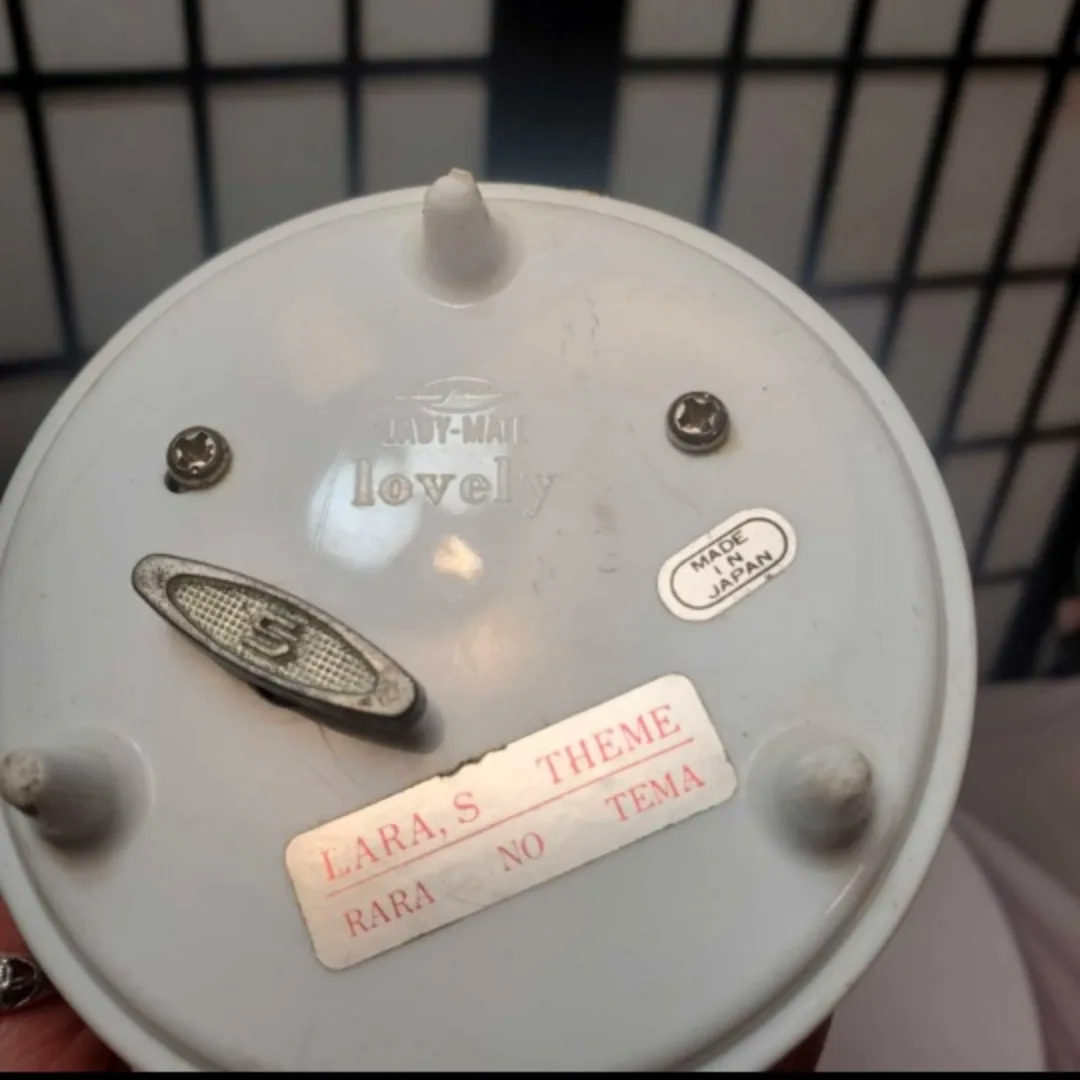 LADY-MATE
lovely
MADE
IN
JAPAN
S
LARA,S THEME
RARA NO TEMA